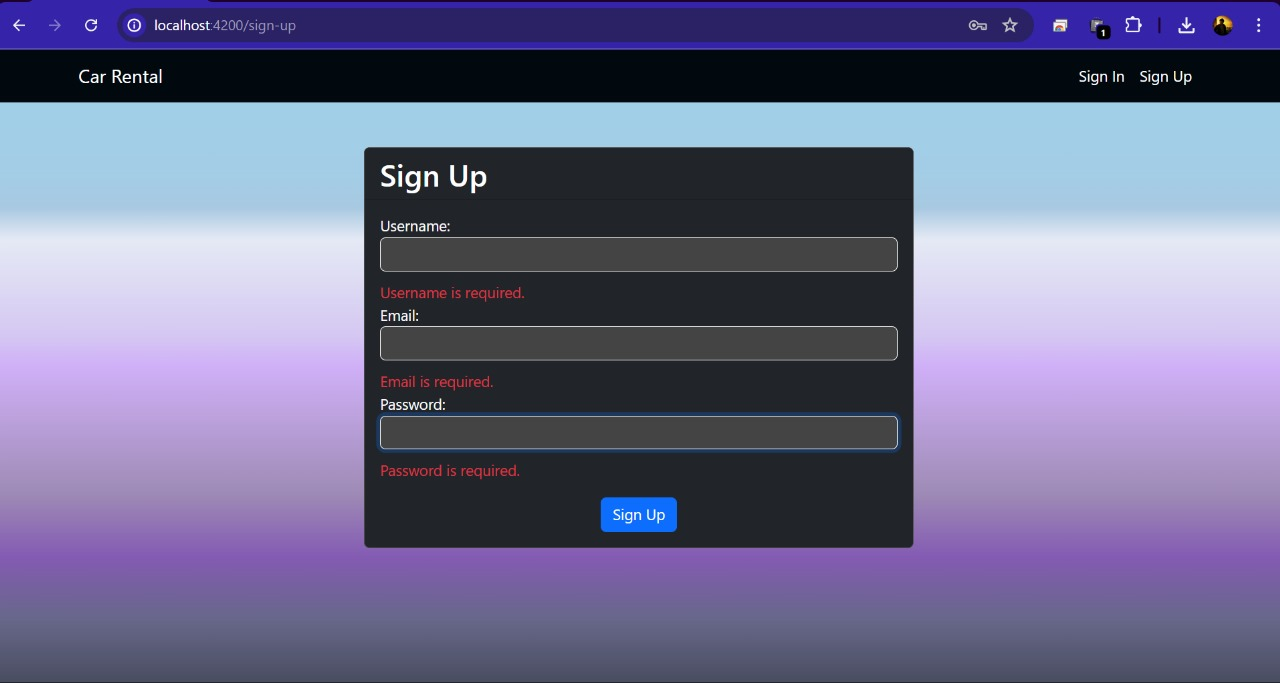 localhost:4200/sign-up
1
Car Rental
Sign In Sign Up
Sign Up
Username:
Username is required.
Email:
Email is required.
Password:
Password is required.
Sign Up